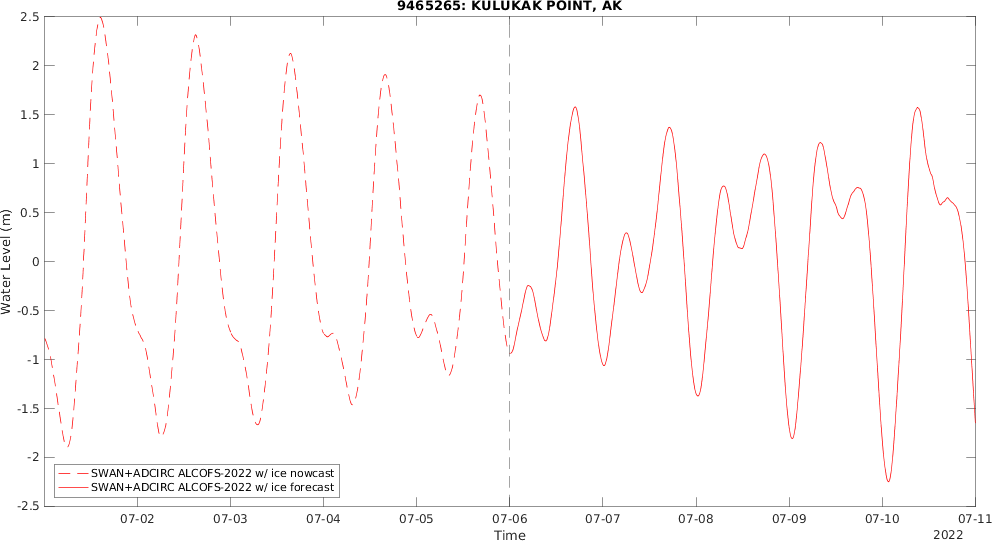 9465265: KULUKAK POINT, AK
2.5
2
1.5
1
0.5
0
-0.5
-1
-1.5
-2
-2.5
Water Level (m)
SWAN+ADCIRC ALCOFS-2022 w/ ice nowcast
SWAN+ADCIRC ALCOFS-2022 w/ ice forecast
07-02 07-03 07-04 07-05 07-06 07-07 07-08 07-09 07-10 07-11
Time
2022